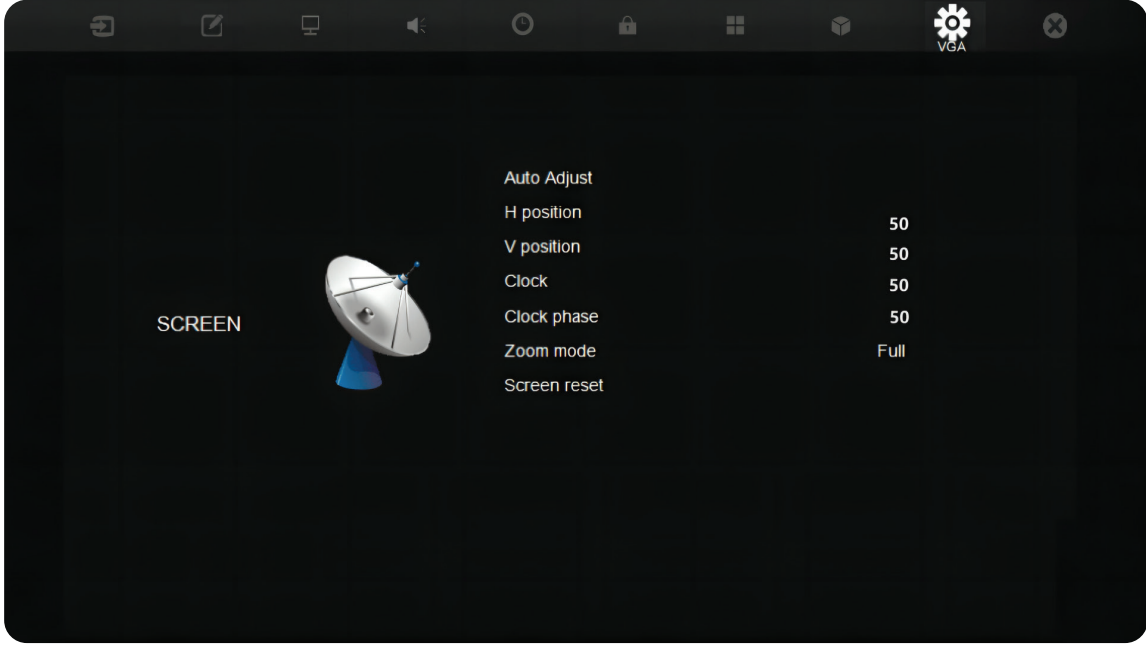 VGA
SCREEN
Auto Adjust
H position 50
V position 50
Clock 50
Clock phase 50
Zoom mode Full
Screen reset